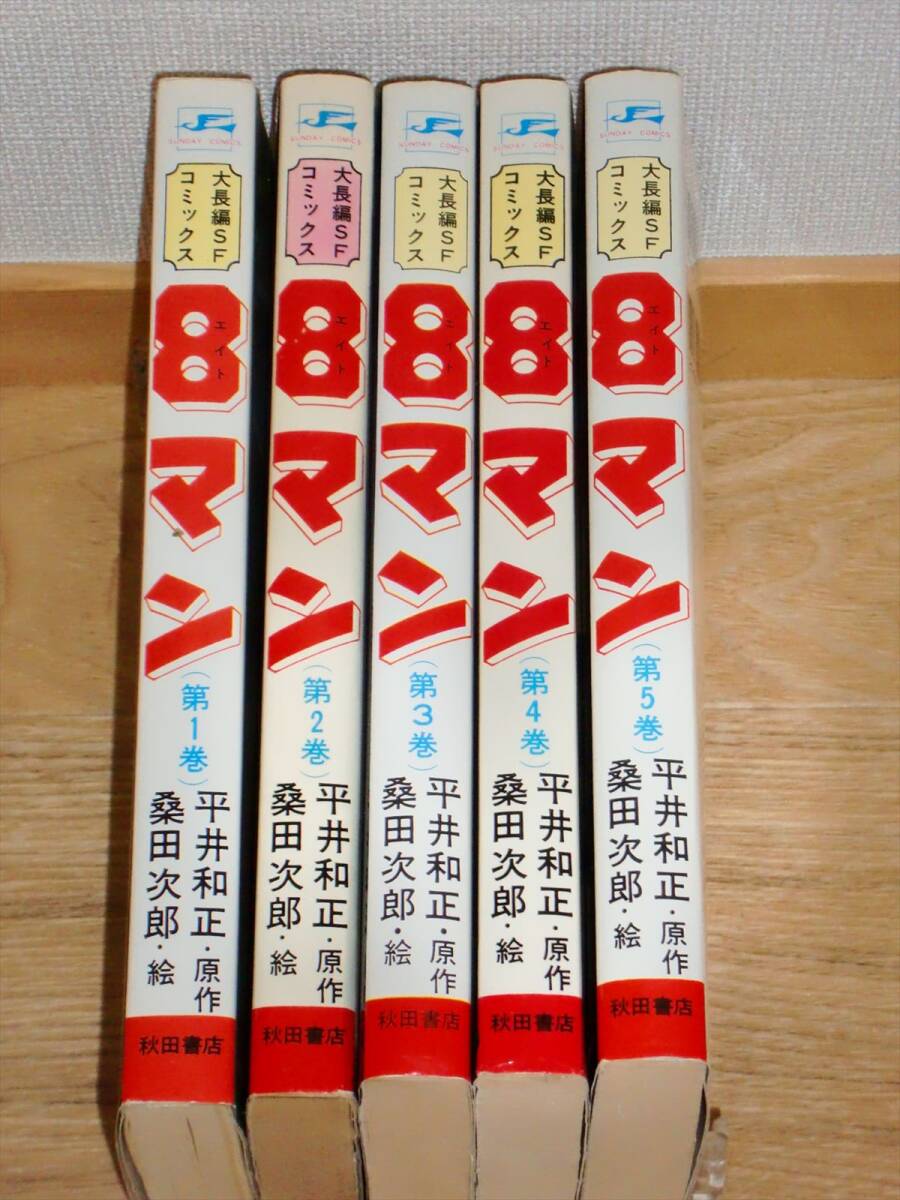 SUNDAY COMICS
大長編SF
コミックス
8マン
エイト
(第1巻)
平井和正・原作
桑田次郎・絵
秋田書店
SUNDAY COMICS
大長編SF
コミックス
8マン
エイト
(第2巻)
平井和正・原作
桑田次郎・絵
秋田書店
SUNDAY COMICS
大長編SF
コミックス
8マン
エイト
(第3巻)
平井和正・原作
桑田次郎・絵
秋田書店
SUNDAY COMICS
大長編SF
コミックス
8マン
エイト
(第4巻)
平井和正・原作
桑田次郎・絵
秋田書店
SUNDAY COMICS
大長編SF
コミックス
8マン
エイト
(第5巻)
平井和正・原作
桑田次郎・絵
秋田書店